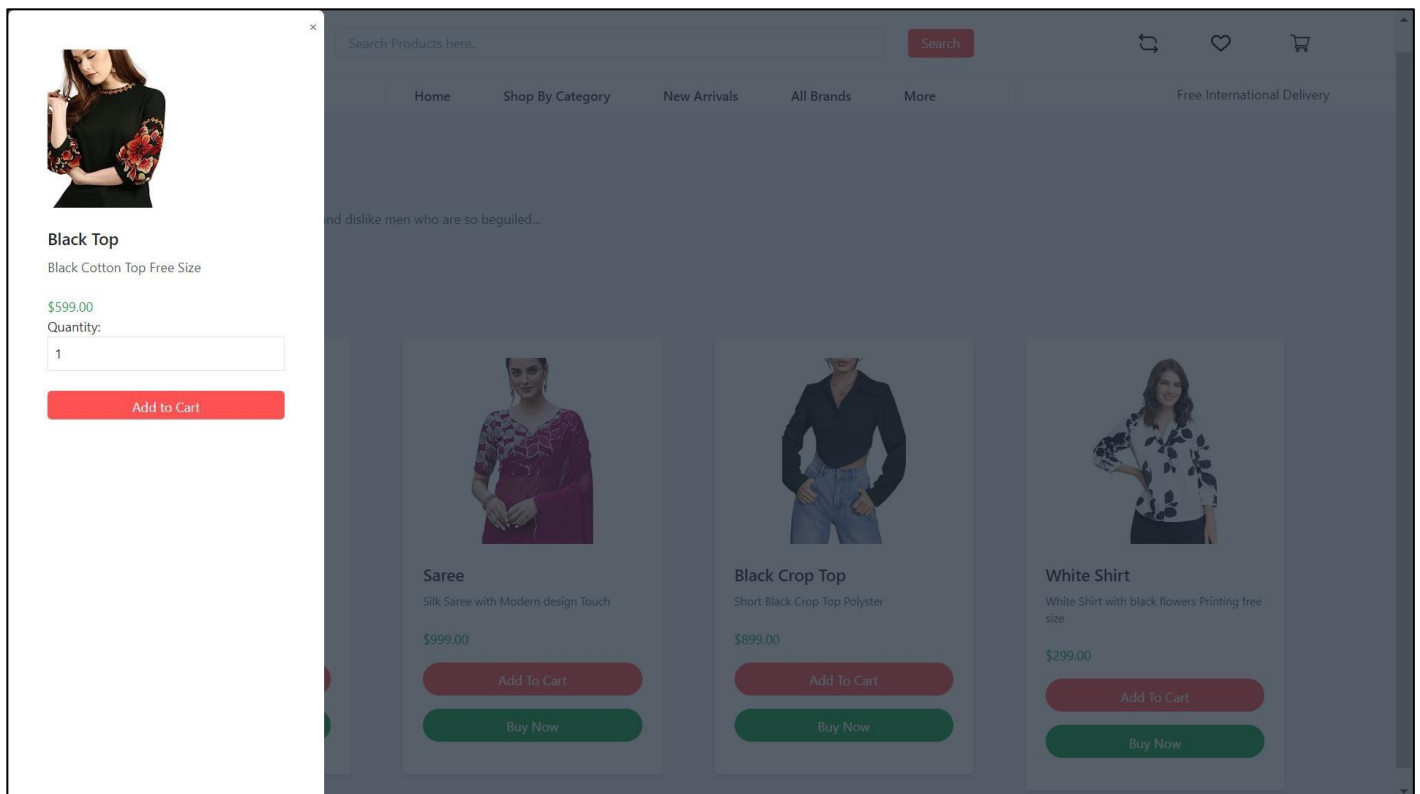 ×
Black Top
Black Cotton Top Free Size
$599.00
Quantity:
1
Add to Cart
Search Products here..
Search
Home Shop By Category New Arrivals All Brands More Free International Delivery
and dislike men who are so beguiled...
Saree
Silk Saree with Modern design Touch
$999.00
Add To Cart
Buy Now
Black Crop Top
Short Black Crop Top Polyster
$899.00
Add To Cart
Buy Now
White Shirt
White Shirt with black flowers Printing free
size
$299.00
Add To Cart
Buy Now